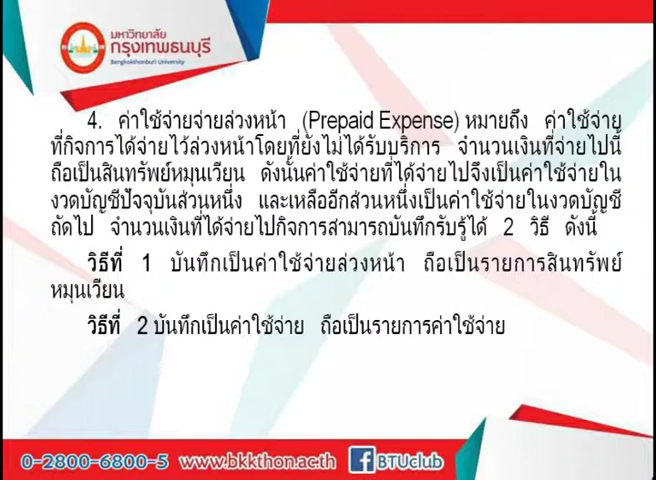 มหาวิทยาลัย
กรุงเทพธนบุรี
Bangkokthonburi University
4. ค่าใช้จ่ายจ่ายล่วงหน้า (Prepaid Expense) หมายถึง ค่าใช้จ่าย
ที่กิจการได้จ่ายไว้ล่วงหน้าโดยที่ยังไม่ได้รับบริการ จำนวนเงินที่จ่ายไปนี้
ถือเป็นสินทรัพย์หมุนเวียน ดังนั้นค่าใช้จ่ายที่ได้จ่ายไปจึงเป็นค่าใช้จ่ายใน
งวดบัญชีปัจจุบันส่วนหนึ่ง และเหลืออีกส่วนหนึ่งเป็นค่าใช้จ่ายในงวดบัญชี
ถัดไป จำนวนเงินที่ได้จ่ายไปกิจการสามารถบันทึกรับรู้ได้ 2 วิธี ดังนี้
วิธีที่ 1 บันทึกเป็นค่าใช้จ่ายล่วงหน้า ถือเป็นรายการสินทรัพย์
หมุนเวียน
วิธีที่ 2 บันทึกเป็นค่าใช้จ่าย ถือเป็นรายการค่าใช้จ่าย
0-2800-6800-5 www.bkkthon.ac.th f BTUclub